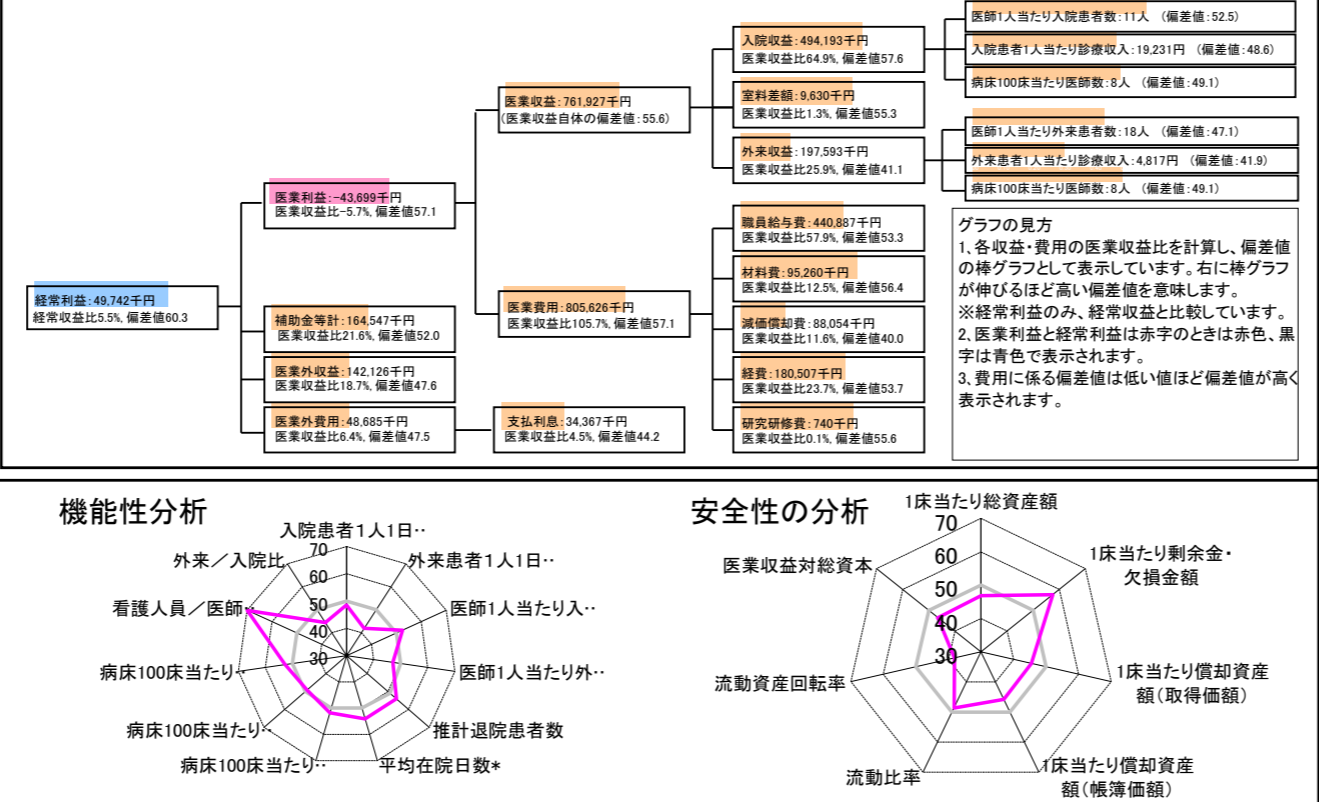 医師1人当たり入院患者数:11人 (偏差値:52.5)
入院収益:494,193千円
医業収益比64.9%, 偏差値57.6
入院患者1人当たり診療収入:19,231円 (偏差値:48.6)
病床100床当たり医師数:8人 (偏差値:49.1)
医業収益:761,927千円
(医業収益自体の偏差値:55.6)
室料差額:9,630千円
医業収益比1.3%, 偏差値55.3
医師1人当たり外来患者数:18人 (偏差値:47.1)
外来収益:197,593千円
医業収益比25.9%, 偏差値41.1
外来患者1人当たり診療収入:4,817円 (偏差値:41.9)
病床100床当たり医師数:8人 (偏差値:49.1)
医業利益:-43,699千円
医業収益比-5.7%, 偏差値57.1
職員給与費:440,887千円
医業収益比57.9%, 偏差値53.3
材料費:95,260千円
医業収益比12.5%, 偏差値56.4
経常利益:49,742千円
経常収益比5.5%, 偏差値60.3
医業費用:805,626千円
医業収益比105.7%, 偏差値57.1
補助金等計:164,547千円
医業収益比21.6%, 偏差値52.0
減価償却費:88,054千円
医業収益比11.6%, 偏差値40.0
医業外収益:142,126千円
医業収益比18.7%, 偏差値47.6
経費:180,507千円
医業収益比23.7%, 偏差値53.7
医業外費用:48,685千円
医業収益比6.4%, 偏差値47.5
支払利息:34,367千円
医業収益比4.5%, 偏差値44.2
研究研修費:740千円
医業収益比0.1%, 偏差値55.6
グラフの見方
1、各収益・費用の医業収益比を計算し、偏差値
の棒グラフとして表示しています。右に棒グラフ
が伸びるほど高い偏差値を意味します。
※経常利益のみ、経常収益と比較しています。
2、医業利益と経常利益は赤字のときは赤色、黒
字は青色で表示されます。
3、費用に係る偏差値は低い値ほど偏差値が高く
表示されます。
機能性分析
入院患者1人1日‥
外来患者1人1日‥
医師1人当たり入‥
医師1人当たり外‥
推計退院患者数
平均在院日数*
病床100床当たり‥
病床100床当たり‥
病床100床当たり‥
看護人員/医師‥
外来/入院比
70
60
50
40
30
安全性の分析
1床当たり総資産額
1床当たり剰余金・
欠損金額
1床当たり償却資産
額(取得価額)
1床当たり償却資産
額(帳簿価額)
流動比率
流動資産回転率
医業収益対総資本
70
60
50
40
30